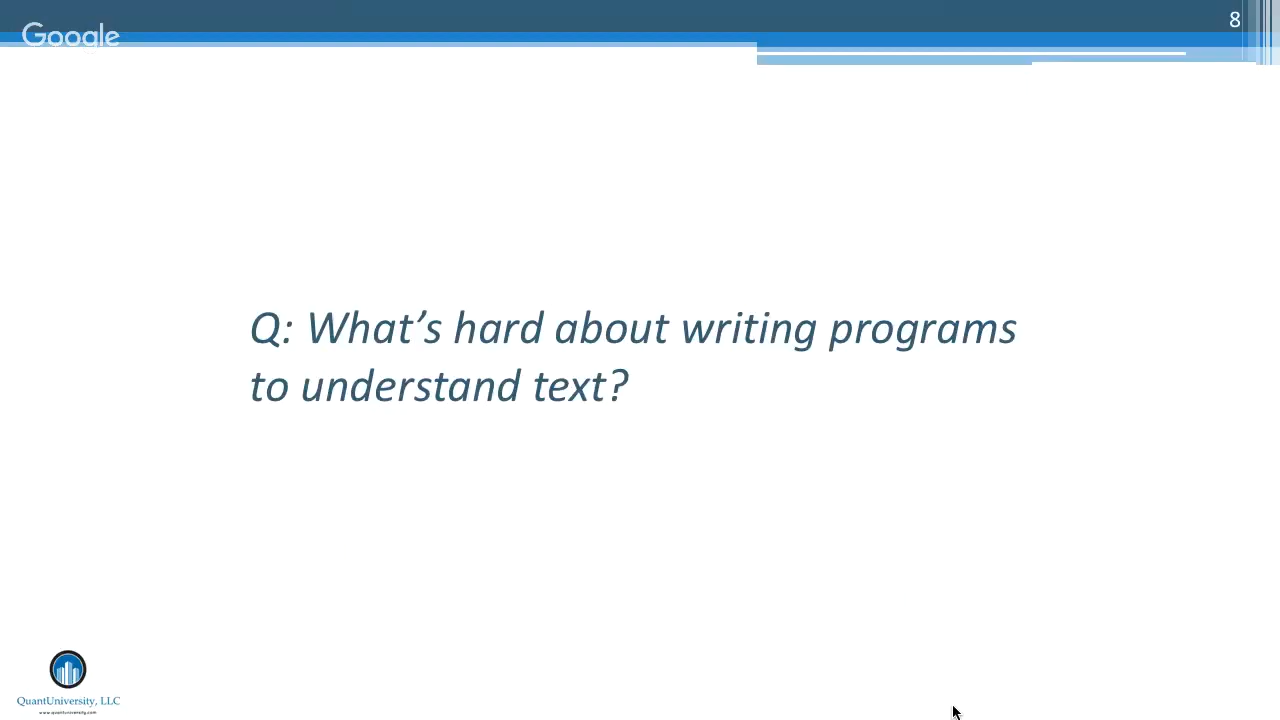 Google
8
Q: What’s hard about writing programs
to understand text?
QuantUniversity, LLC
www.quantuniversity.com